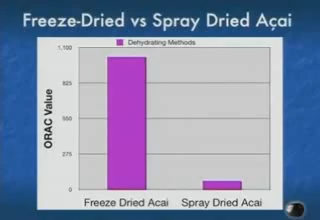 Freeze-Dried vs Spray Dried Açai
Dehydrating Methods
1,100
825
550
275
0
ORAC Value
Freeze Dried Acai
Spray Dried Acai